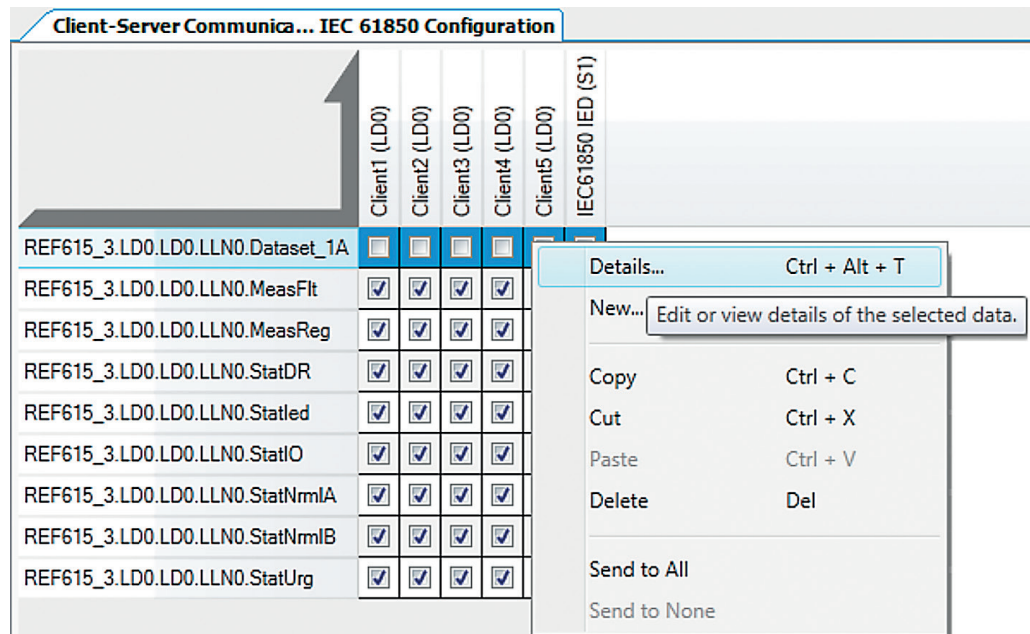 Client-Server Communica... IEC 61850 Configuration
Client1 (LD0)
Client2 (LD0)
Client3 (LD0)
Client4 (LD0)
Client5 (LD0)
IEC61850 IED (S1)
REF615_3.LD0.LD0.LLN0.Dataset_1A
REF615_3.LD0.LD0.LLN0.MeasFlt
REF615_3.LD0.LD0.LLN0.MeasReg
REF615_3.LD0.LD0.LLN0.StatDR
REF615_3.LD0.LD0.LLN0.Statled
REF615_3.LD0.LD0.LLN0.StatIO
REF615_3.LD0.LD0.LLN0.StatNrmlA
REF615_3.LD0.LD0.LLN0.StatNrmlB
REF615_3.LD0.LD0.LLN0.StatUrg
Details... Ctrl + Alt + T
New...
Edit or view details of the selected data.
Copy Ctrl + C
Cut Ctrl + X
Paste Ctrl + V
Delete Del
Send to All
Send to None